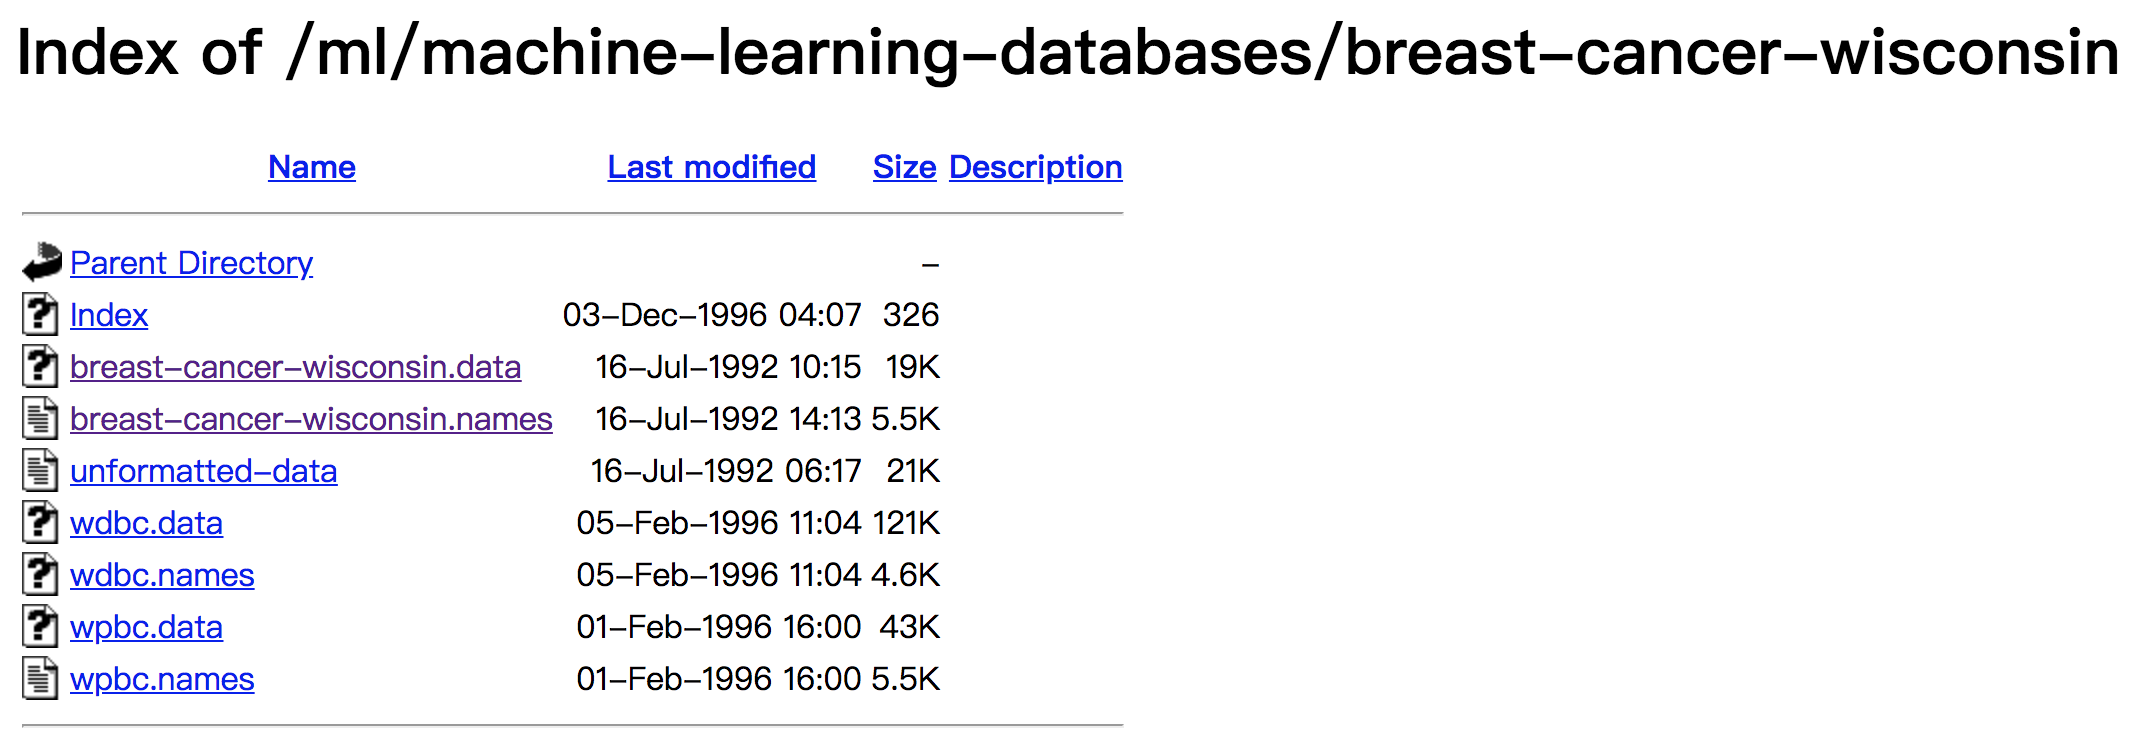 Index of /ml/machine-learning-databases/breast-cancer-wisconsin
Name Last modified Size Description
Parent Directory -
Index 03-Dec-1996 04:07 326
breast-cancer-wisconsin.data 16-Jul-1992 10:15 19K
breast-cancer-wisconsin.names 16-Jul-1992 14:13 5.5K
unformatted-data 16-Jul-1992 06:17 21K
wdbc.data 05-Feb-1996 11:04 121K
wdbc.names 05-Feb-1996 11:04 4.6K
wpbc.data 01-Feb-1996 16:00 43K
wpbc.names 01-Feb-1996 16:00 5.5K